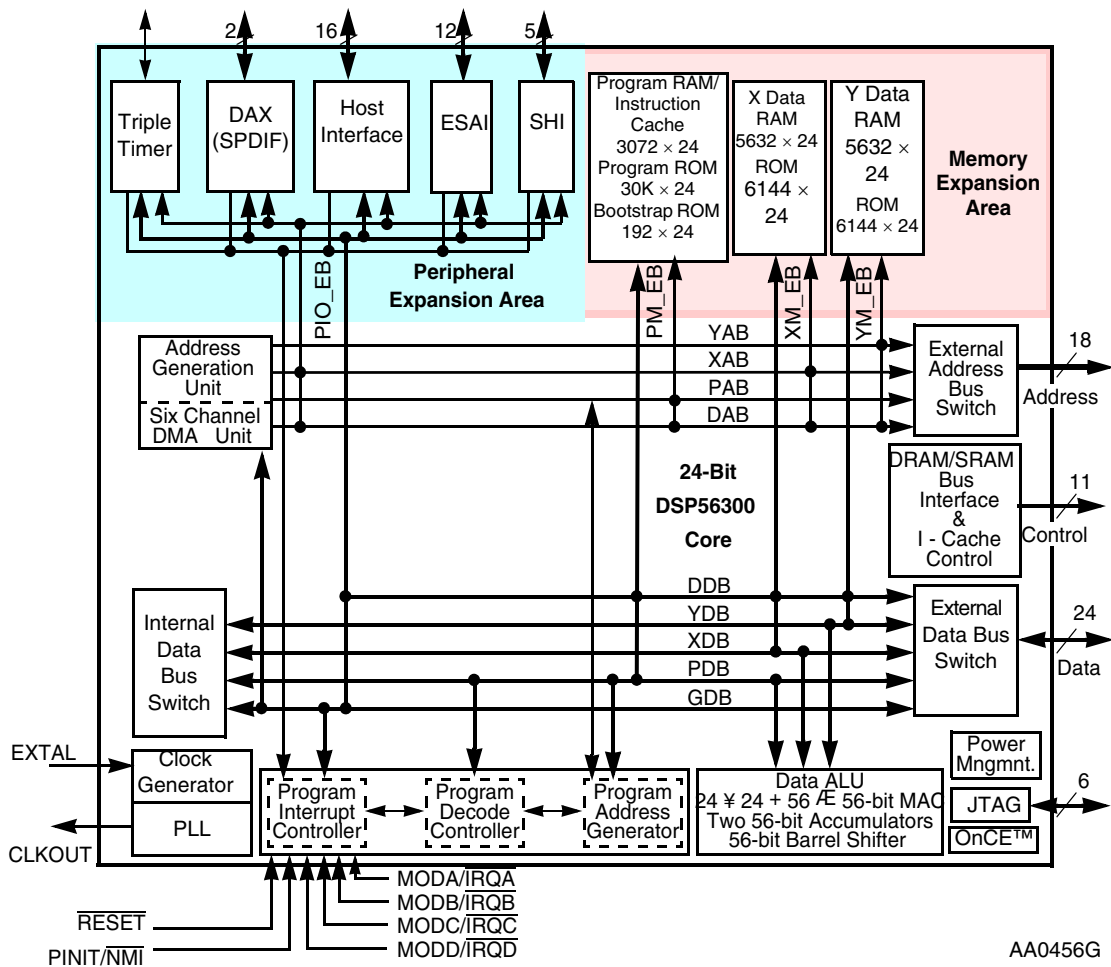 2
16
12
5
Triple
Timer
DAX
(SPDIF)
Host
Interface
ESAI
SHI
Program RAM/
Instruction
Cache
3072 × 24
Program ROM
30K × 24
Bootstrap ROM
192 × 24
X Data
RAM
5632 × 24
ROM
6144 ×
24
Y Data
RAM
5632 ×
24
ROM
6144 × 24
Memory
Expansion
Area
Peripheral
Expansion Area
PIO_EB
PM_EB
XM_EB
YM_EB
Address
Generation
Unit
Six Channel
DMA Unit
YAB
XAB
PAB
DAB
External
Address
Bus
Switch
18
Address
24-Bit
DSP56300
Core
DRAM/SRAM
Bus
Interface
&
I - Cache
Control
11
Control
Internal
Data
Bus
Switch
DDB
YDB
XDB
PDB
GDB
External
Data Bus
Switch
24
Data
EXTAL
Clock
Generator
PLL
CLKOUT
Program
Interrupt
Controller
Program
Decode
Controller
Program
Address
Generator
Data ALU
24 ¥ 24 + 56 Æ 56-bit MAC
Two 56-bit Accumulators
56-bit Barrel Shifter
Power
Mngmnt.
JTAG
6
OnCE™
MODA/IRQA
MODB/IRQB
MODC/IRQC
MODD/IRQD
RESET
PINIT/NMI
AA0456G